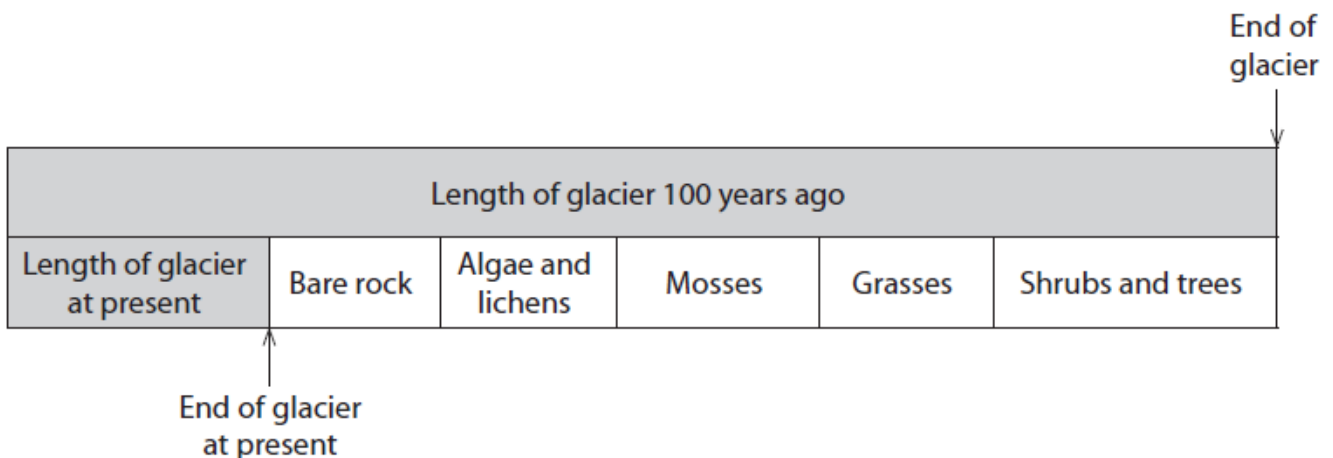 End of
glacier
Length of glacier 100 years ago
Length of glacier
at present
Bare rock
Algae and
lichens
Mosses
Grasses
Shrubs and trees
End of glacier
at present